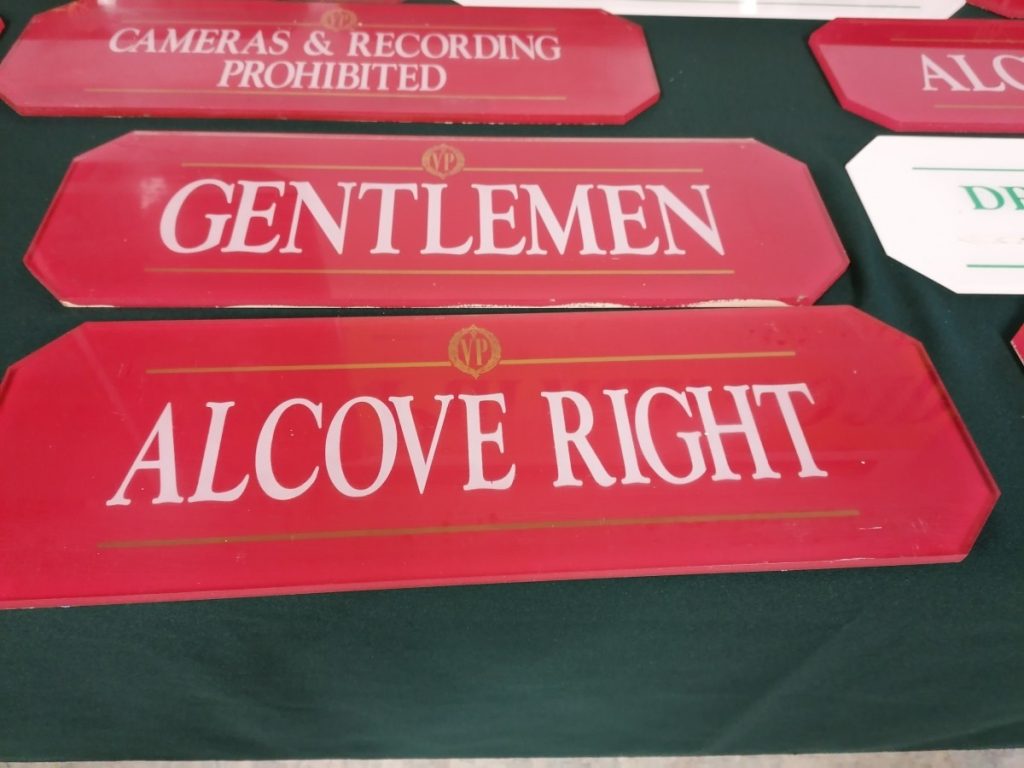 VP
CAMERAS & RECORDING
PROHIBITED
VP
GENTLEMEN
VP
ALCOVE RIGHT